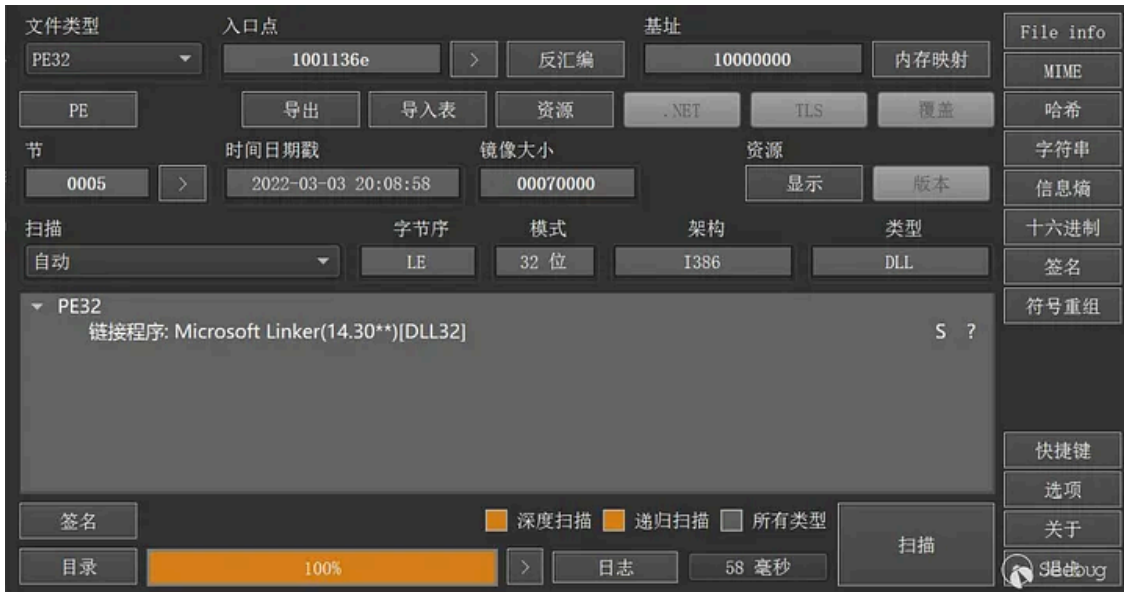 文件类型 入口点 基址 File info
PE32 1001136e > 反汇编 10000000 内存映射 MIME
PE 导出 导入表 资源 .NET TLS 覆盖 哈希
节 时间日期戳 镜像大小 资源 字符串
0005 > 2022-03-03 20:08:58 00070000 显示 版本 信息熵
扫描 字节序 模式 架构 类型 十六进制
自动 LE 32 位 I386 DLL 签名
PE32 符号重组
链接程序: Microsoft Linker(14.30**)[DLL32] S ?
快捷键
选项
签名 深度扫描 递归扫描 所有类型 扫描 关于
目录 100% > 日志 58 毫秒 Seebug